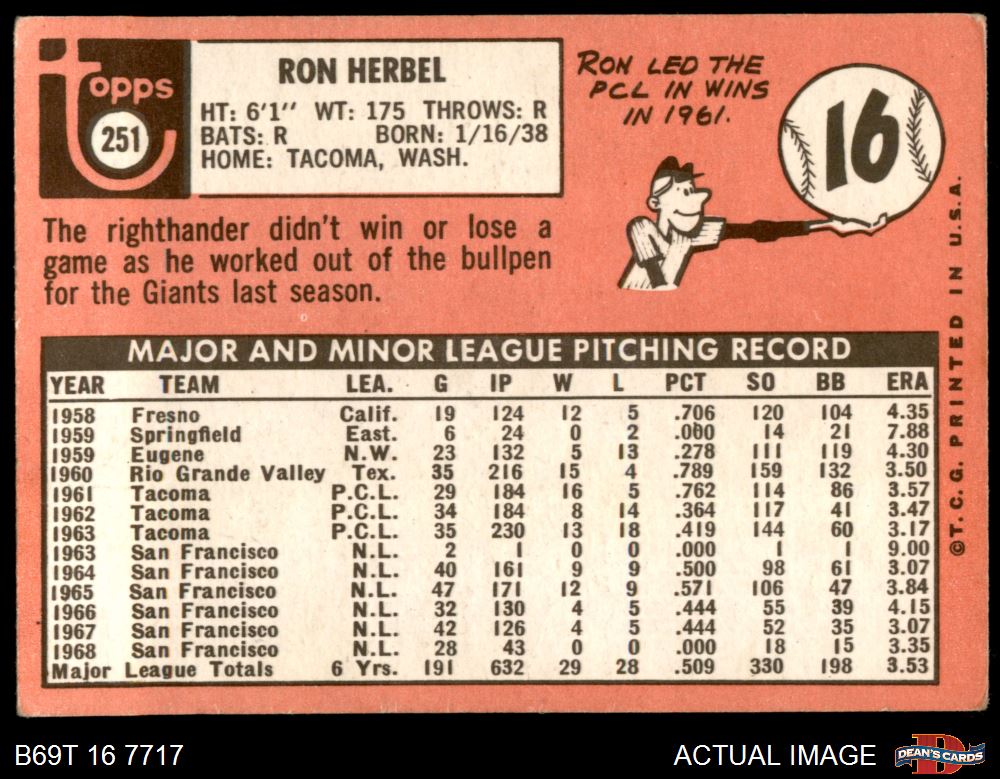 Topps
251
RON HERBEL
HT: 6'1" WT: 175 THROWS: R
BATS: R BORN: 1/16/38
HOME: TACOMA, WASH.
RON LED THE
PCL IN WINS
IN 1961.
16
The righthander didn't win or lose a
game as he worked out of the bullpen
for the Giants last season.
MAJOR AND MINOR LEAGUE PITCHING RECORD
YEAR TEAM LEA. G IP W L PCT SO BB ERA
1958 Fresno Calif. 19 124 12 5 .706 120 104 4.35
1959 Springfield East. 6 24 0 2 .000 14 21 7.88
1959 Eugene N.W. 23 132 5 13 .278 111 119 4.30
1960 Rio Grande Valley Tex. 35 216 15 4 .789 159 132 3.50
1961 Tacoma P.C.L. 29 184 16 5 .762 114 86 3.57
1962 Tacoma P.C.L. 34 184 8 14 .364 117 41 3.47
1963 Tacoma P.C.L. 35 230 13 18 .419 144 60 3.17
1963 San Francisco N.L. 2 1 0 0 .000 1 1 9.00
1964 San Francisco N.L. 40 161 9 9 .500 98 61 3.07
1965 San Francisco N.L. 47 171 12 9 .571 106 47 3.84
1966 San Francisco N.L. 32 130 4 5 .444 55 39 4.15
1967 San Francisco N.L. 42 126 4 5 .444 52 35 3.07
1968 San Francisco N.L. 28 43 0 0 .000 18 15 3.35
Major League Totals 6 Yrs. 191 632 29 28 .509 330 198 3.53
©T.C.G. PRINTED IN U.S.A.
B69T 16 7717
ACTUAL IMAGE
DEAN'S CARDS